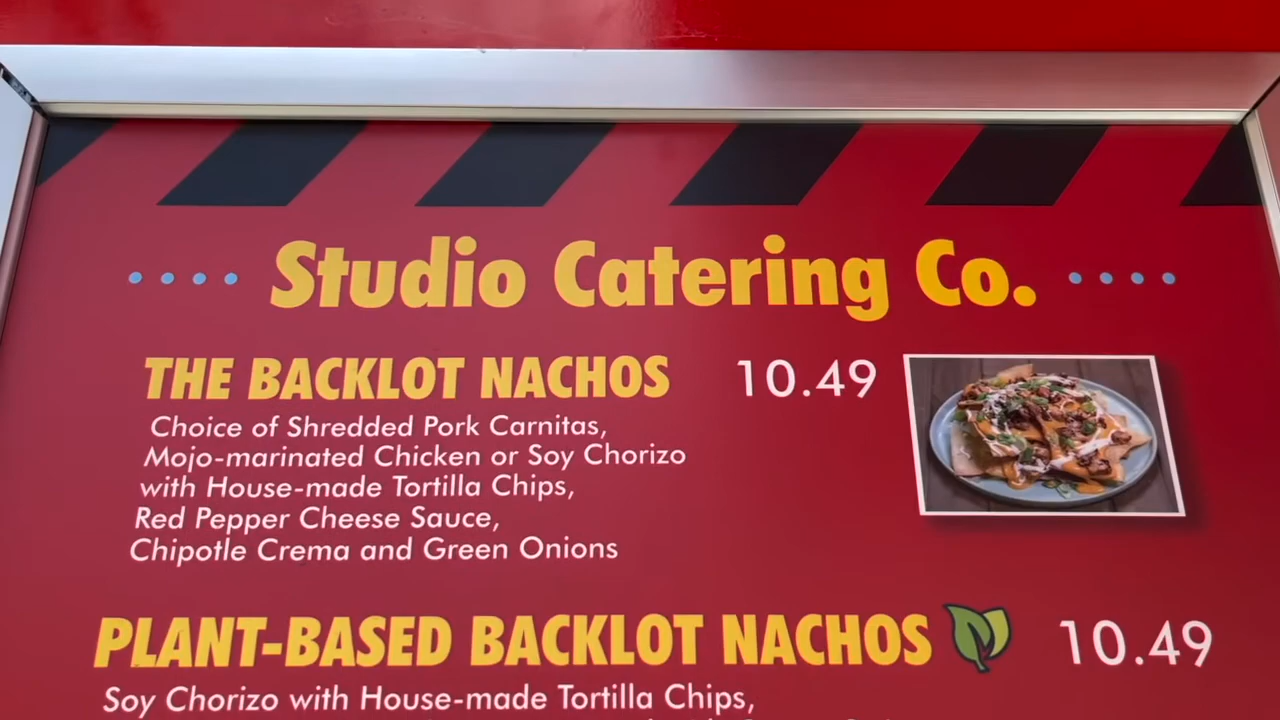 Studio Catering Co.
THE BACKLOT NACHOS 10.49
Choice of Shredded Pork Carnitas,
Mojo-marinated Chicken or Soy Chorizo
with House-made Tortilla Chips,
Red Pepper Cheese Sauce,
Chipotle Crema and Green Onions
PLANT-BASED BACKLOT NACHOS 10.49
Soy Chorizo with House-made Tortilla Chips,